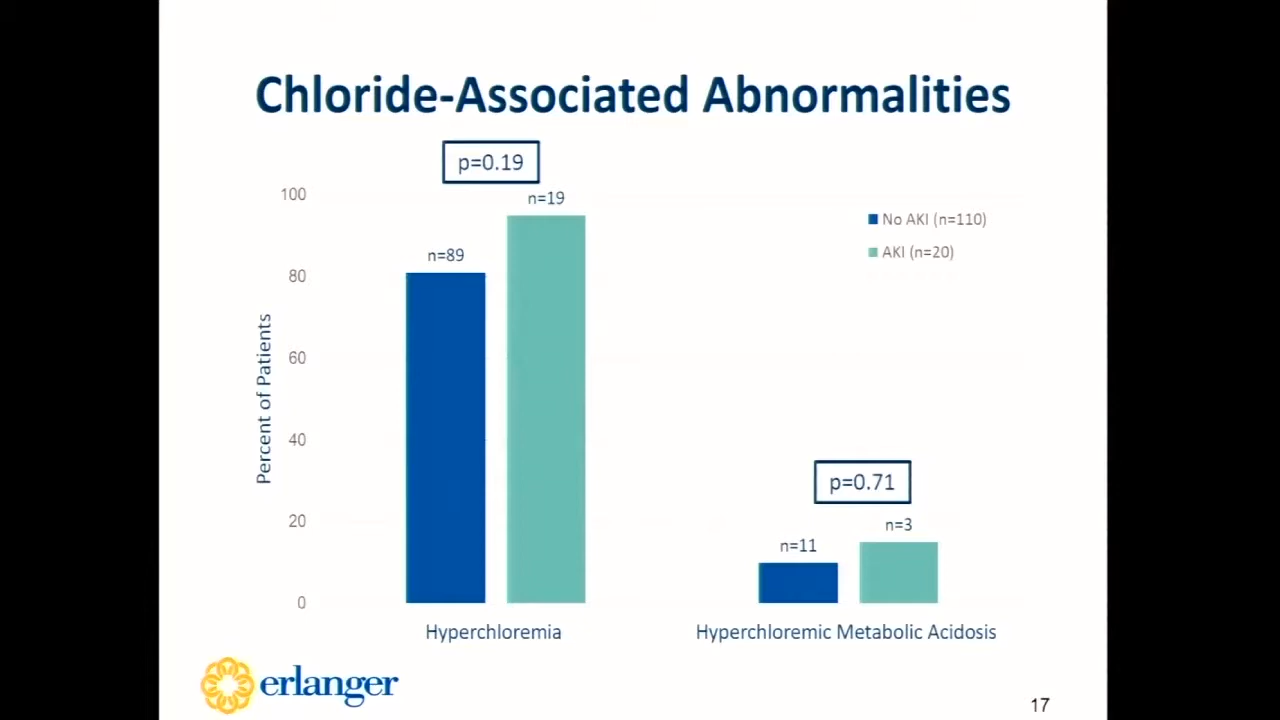 Chloride-Associated Abnormalities
p=0.19
100
n=19
No AKI (n=110)
n=89
AKI (n=20)
80
Percent of Patients
60
40
p=0.71
20
n=3
n=11
0
Hyperchloremia
Hyperchloremic Metabolic Acidosis
erlanger
17